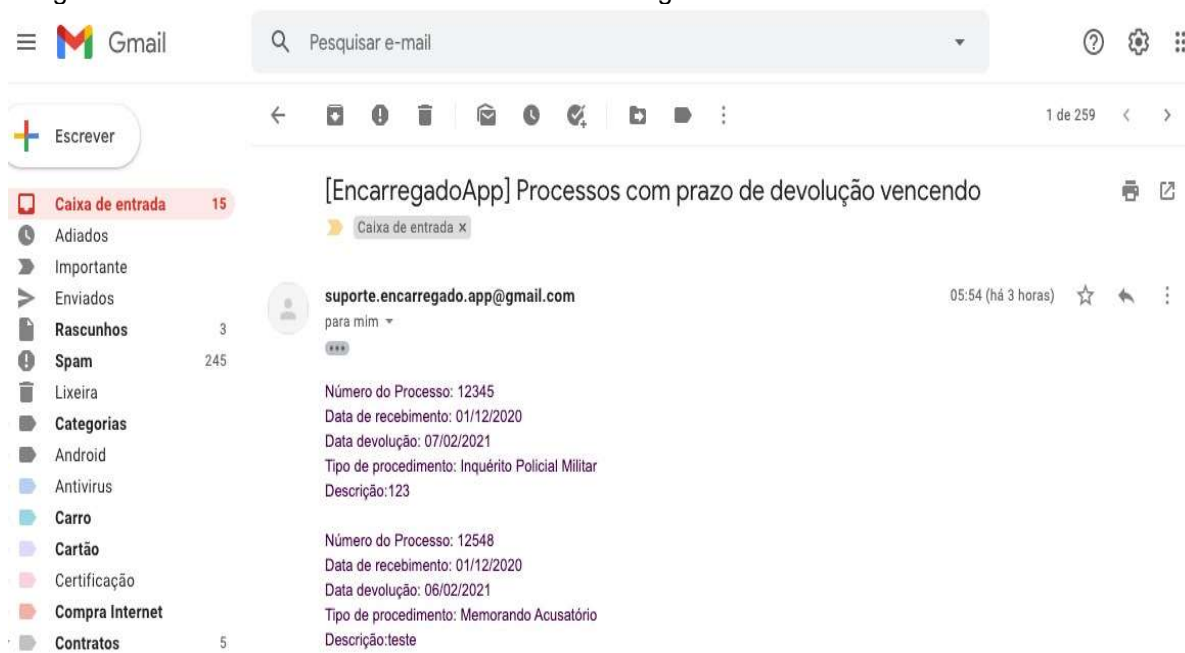 Gmail
Pesquisar e-mail
Escrever
1 de 259
Caixa de entrada 15
Adiados
Importante
Enviados
Rascunhos 3
Spam 245
Lixeira
Categorias
Android
Antivirus
Carro
Cartão
Certificação
Compra Internet
Contratos 5
[EncarregadoApp] Processos com prazo de devolução vencendo
Caixa de entrada x
suporte.encarregado.app@gmail.com 05:54 (há 3 horas)
para mim
Número do Processo: 12345
Data de recebimento: 01/12/2020
Data devolução: 07/02/2021
Tipo de procedimento: Inquérito Policial Militar
Descrição:123
Número do Processo: 12548
Data de recebimento: 01/12/2020
Data devolução: 06/02/2021
Tipo de procedimento: Memorando Acusatório
Descrição:teste